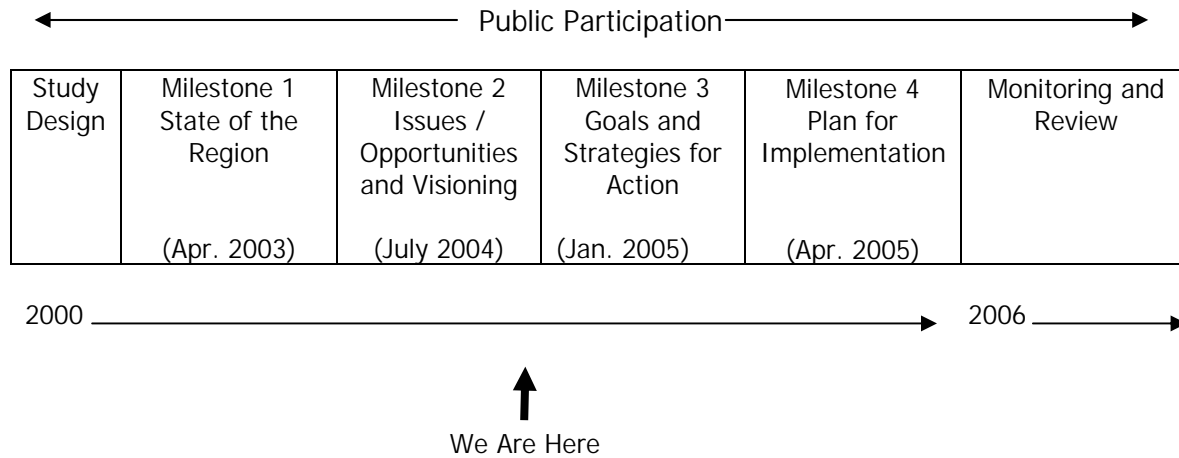 Public Participation
Study
Design
Milestone 1
State of the
Region
(Apr. 2003)
Milestone 2
Issues /
Opportunities
and Visioning
(July 2004)
Milestone 3
Goals and
Strategies for
Action
(Jan. 2005)
Milestone 4
Plan for
Implementation
(Apr. 2005)
Monitoring and
Review
2000
2006
We Are Here